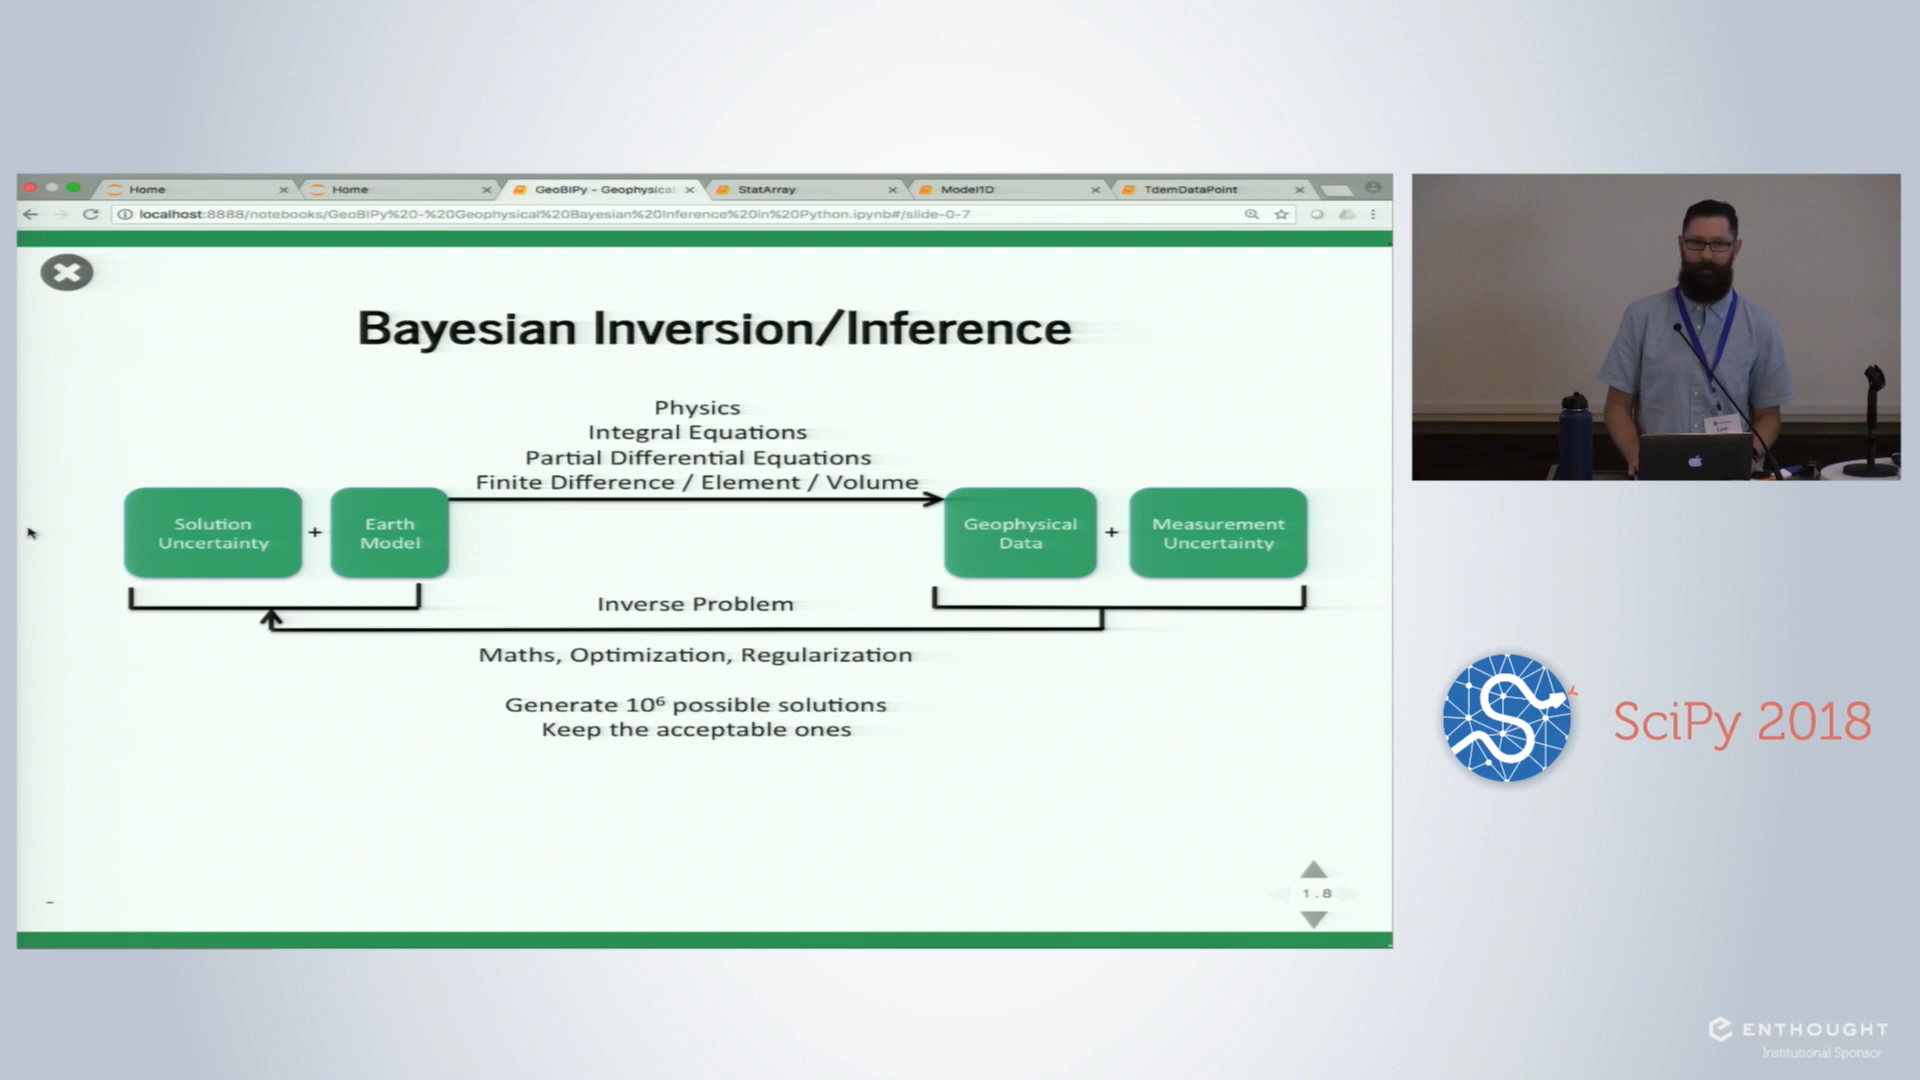 Home
Home
GeoBIPy - Geophysical
StatArray
Model1D
TdemDataPoint
localhost:8888/notebooks/GeoBIPy%20-%20Geophysical%20Bayesian%20Inference%20in%20Python.ipynb#/slide-0-7
Bayesian Inversion/Inference
Physics
Integral Equations
Partial Differential Equations
Finite Difference / Element / Volume
Solution
Uncertainty
+
Earth
Model
Geophysical
Data
+
Measurement
Uncertainty
Inverse Problem
Maths, Optimization, Regularization
Generate 10⁶ possible solutions
Keep the acceptable ones
1.8
SciPy 2018
ENTHOUGHT
Institutional Sponsor